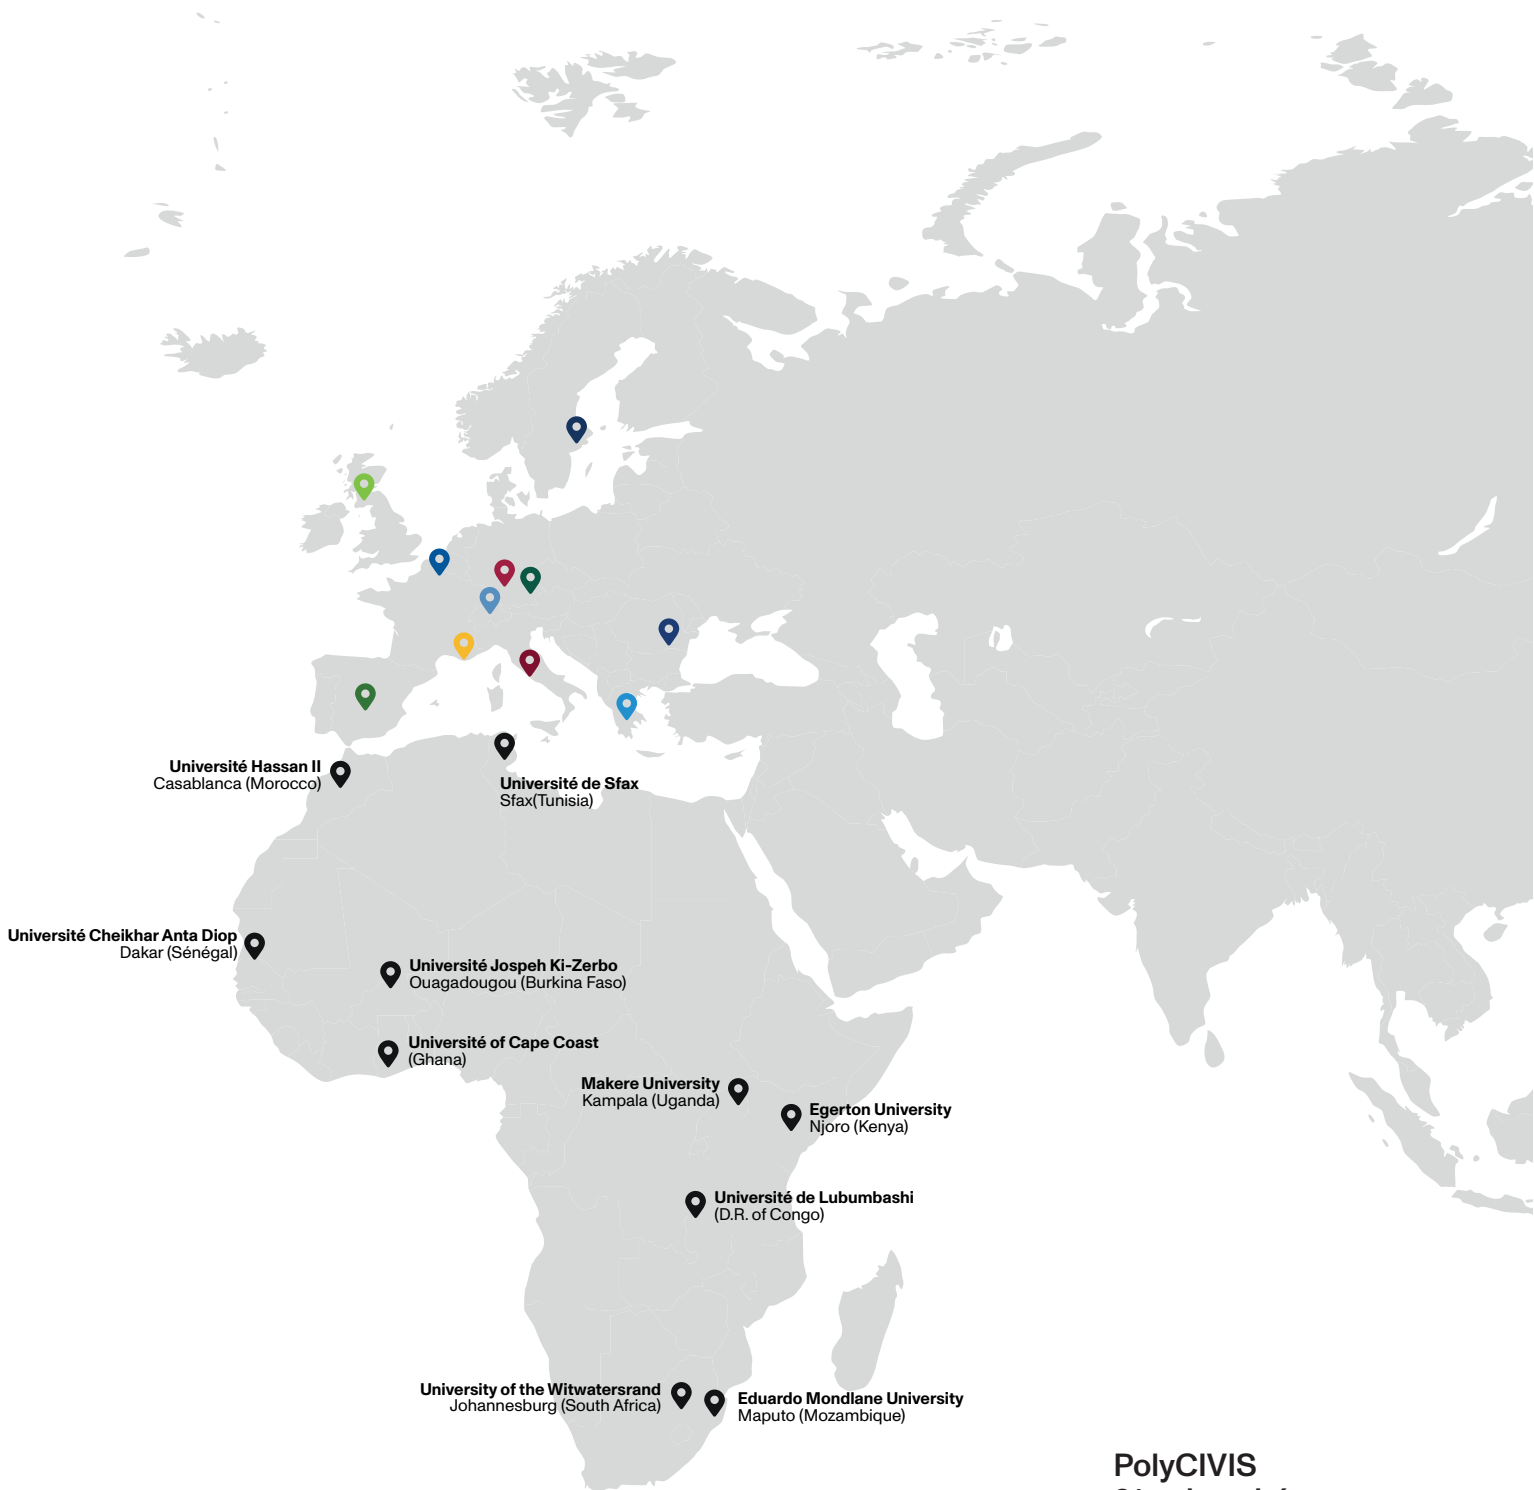 Université Hassan II
Casablanca (Morocco)
Université de Sfax
Sfax(Tunisia)
Université Cheikhar Anta Diop
Dakar (Sénégal)
Université Jospeh Ki-Zerbo
Ouagadougou (Burkina Faso)
Université of Cape Coast
(Ghana)
Makere University
Kampala (Uganda)
Egerton University
Njoro (Kenya)
Université de Lubumbashi
(D.R. of Congo)
University of the Witwatersrand
Johannesburg (South Africa)
Eduardo Mondlane University
Maputo (Mozambique)
PolyCIVIS